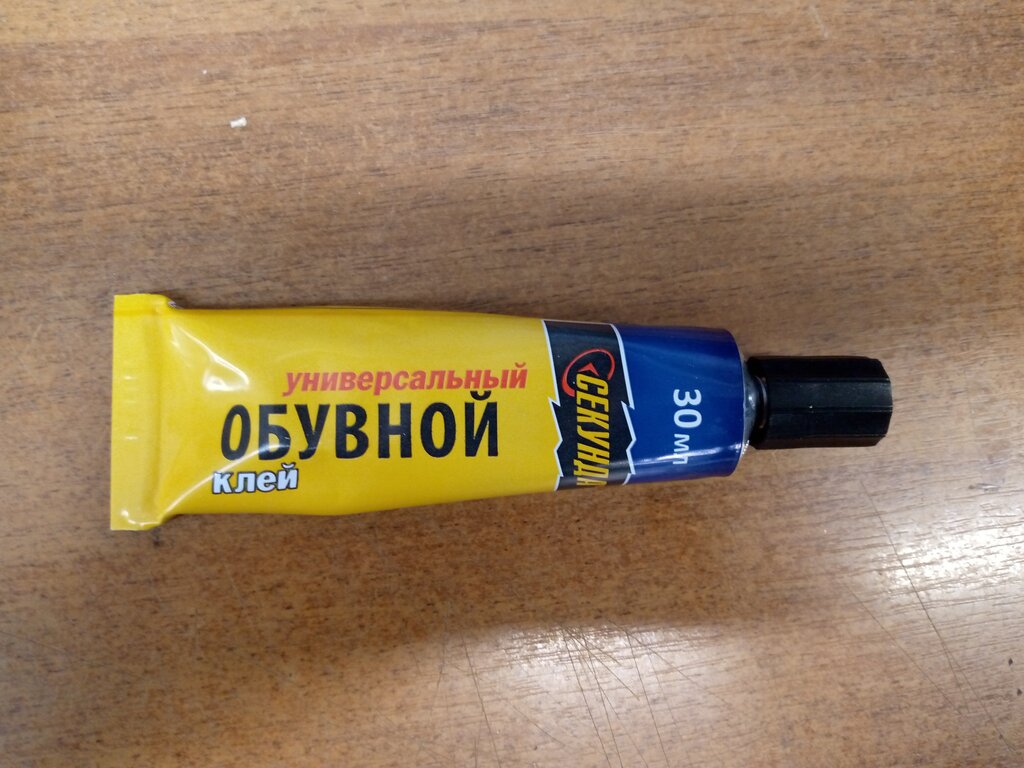 универсальный
ОБУВНОЙ
клей
СЕКУНДА
30 мл